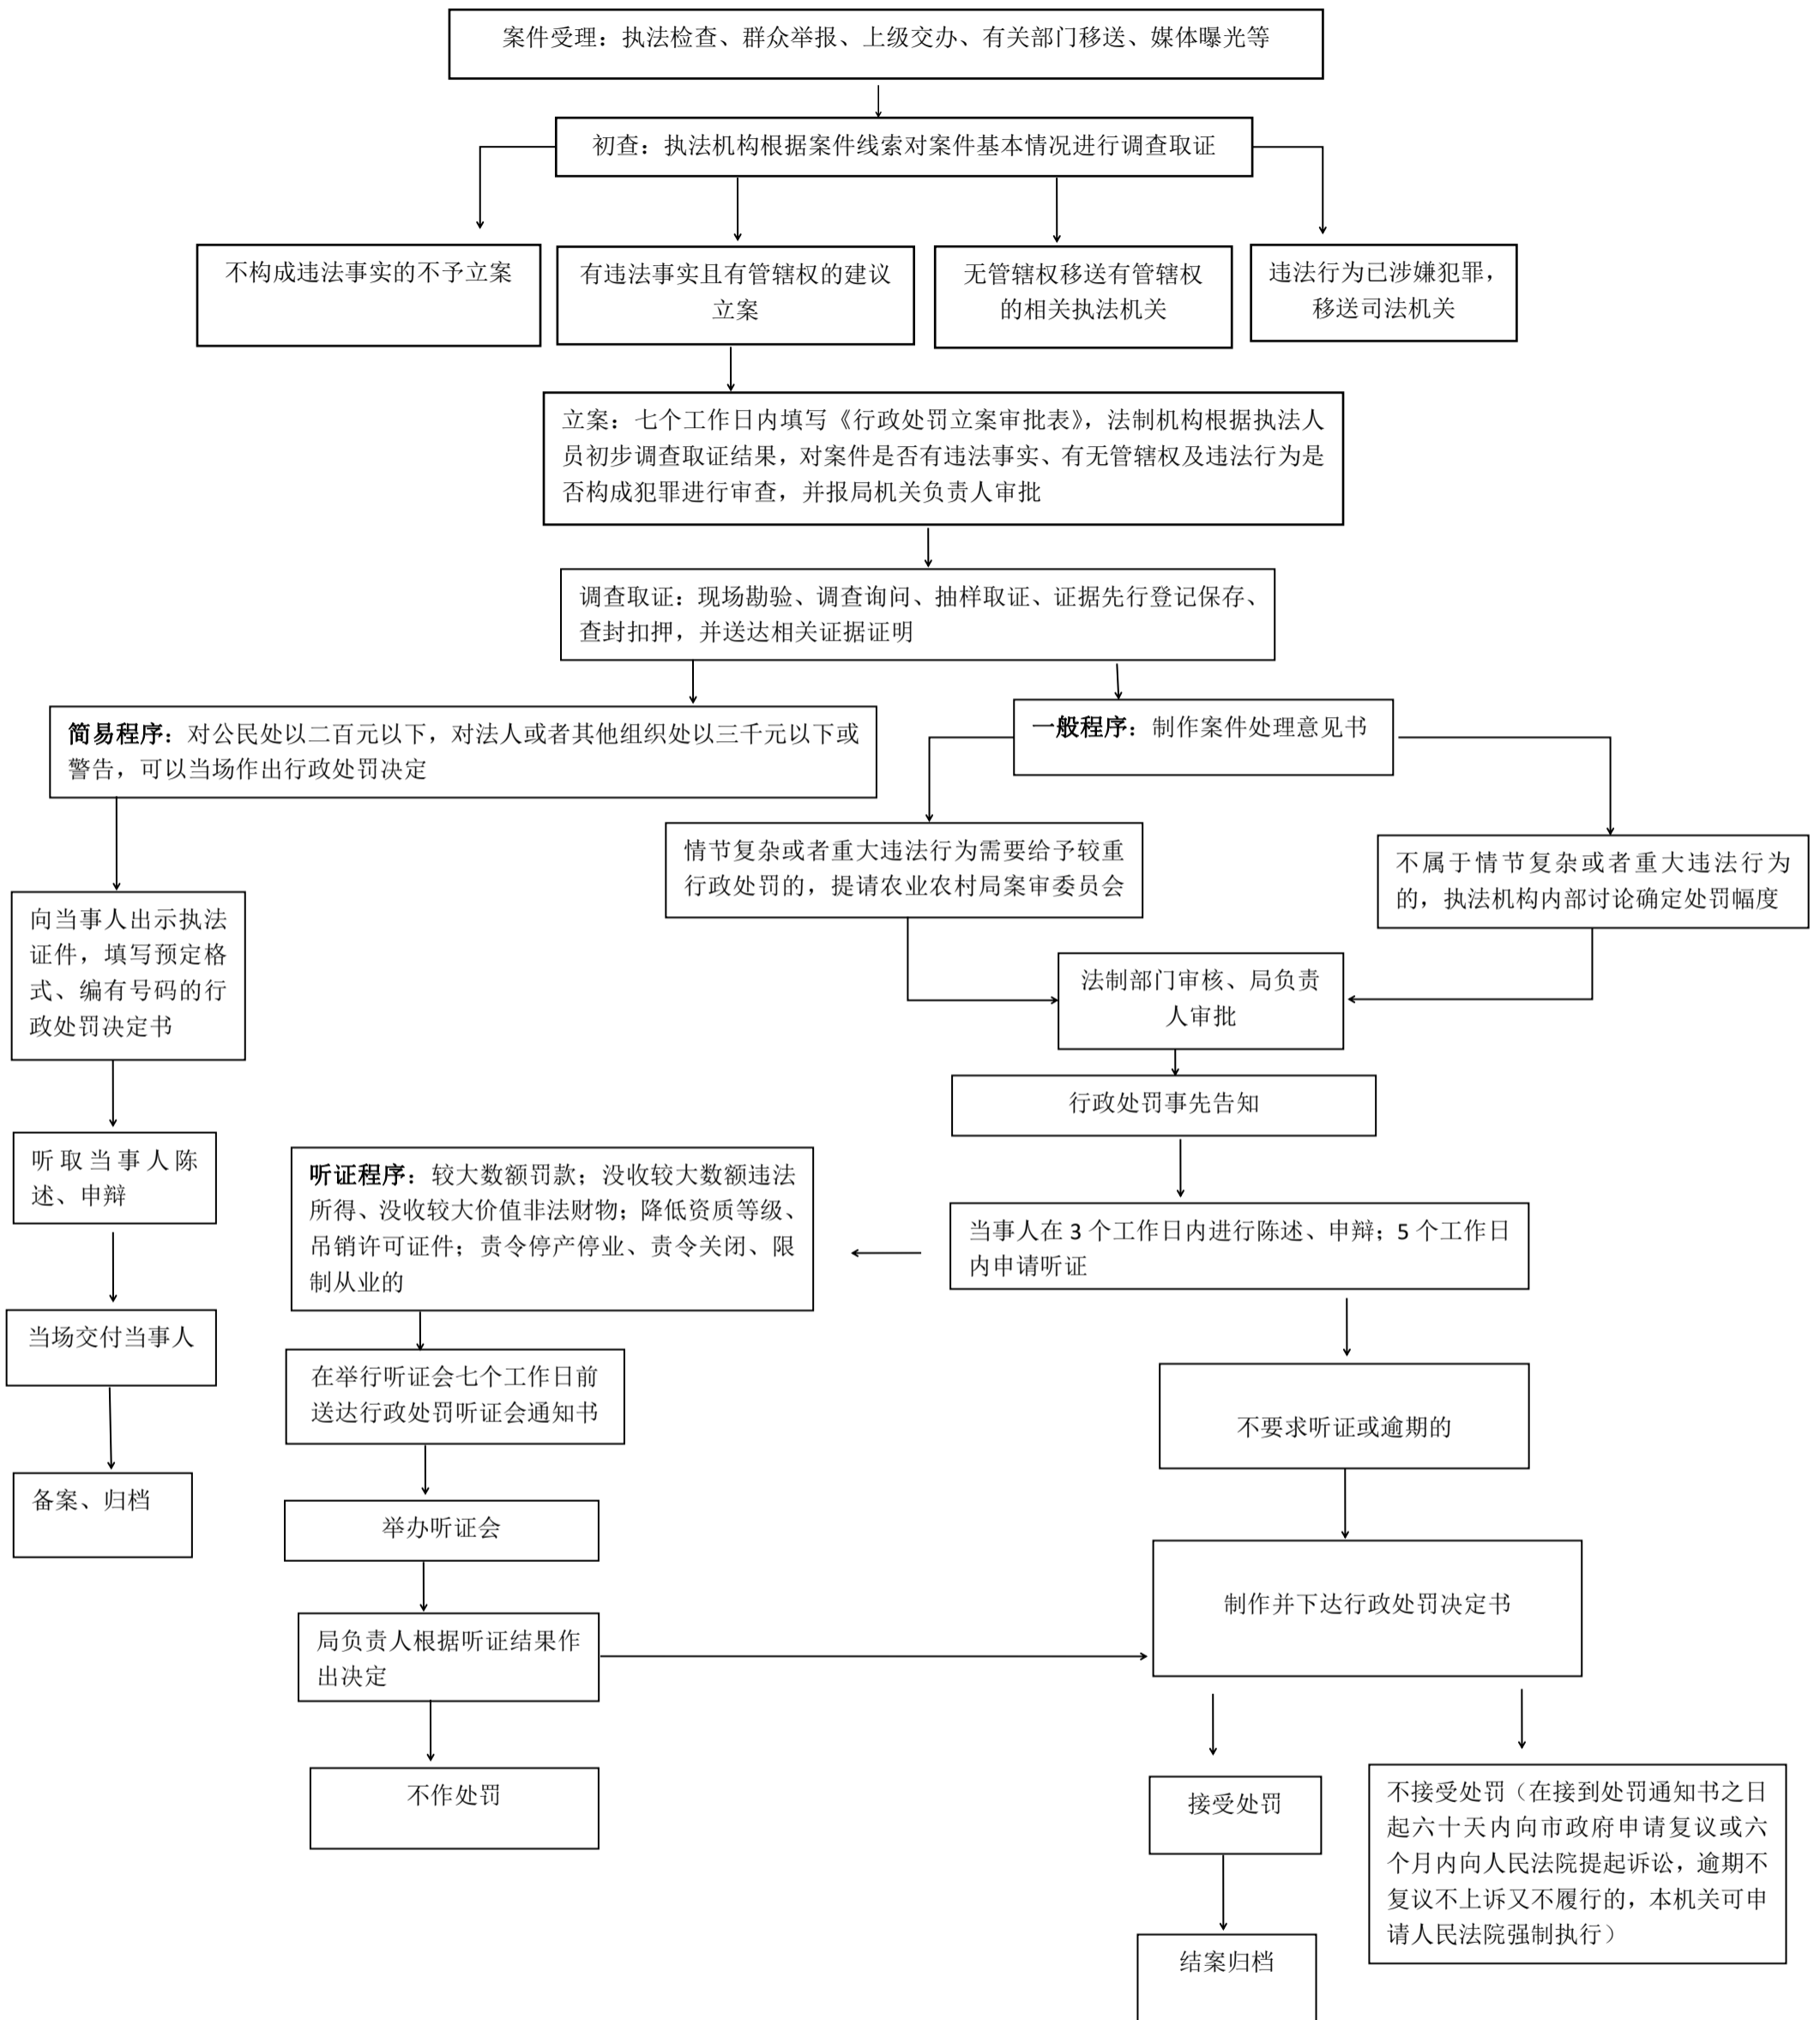 案件受理：执法检查、群众举报、上级交办、有关部门移送、媒体曝光等
初查：执法机构根据案件线索对案件基本情况进行调查取证
不构成违法事实的不予立案
有违法事实且有管辖权的建议
立案
无管辖权移送有管辖权
的相关执法机关
违法行为已涉嫌犯罪，
移送司法机关
立案：七个工作日内填写《行政处罚立案审批表》，法制机构根据执法人
员初步调查取证结果，对案件是否有违法事实、有无管辖权及违法行为是
否构成犯罪进行审查，并报局机关负责人审批
调查取证：现场勘验、调查询问、抽样取证、证据先行登记保存、
查封扣押，并送达相关证据证明
简易程序：对公民处以二百元以下，对法人或者其他组织处以三千元以下或
警告，可以当场作出行政处罚决定
一般程序：制作案件处理意见书
情节复杂或者重大违法行为需要给予较重
行政处罚的，提请农业农村局案审委员会
不属于情节复杂或者重大违法行为
的，执法机构内部讨论确定处罚幅度
向当事人出示执法
证件，填写预定格
式、编有号码的行
政处罚决定书
法制部门审核、局负责
人审批
行政处罚事先告知
听取当事人陈
述、申辩
听证程序：较大数额罚款；没收较大数额违法
所得、没收较大价值非法财物；降低资质等级、
吊销许可证件；责令停产停业、责令关闭、限
制从业的
当事人在 3 个工作日内进行陈述、申辩；5 个工作日
内申请听证
当场交付当事人
在举行听证会七个工作日前
送达行政处罚听证会通知书
不要求听证或逾期的
备案、归档
举办听证会
制作并下达行政处罚决定书
局负责人根据听证结果作
出决定
不作处罚
接受处罚
不接受处罚（在接到处罚通知书之日
起六十天内向市政府申请复议或六
个月内向人民法院提起诉讼，逾期不
复议不上诉又不履行的，本机关可申
请人民法院强制执行）
结案归档